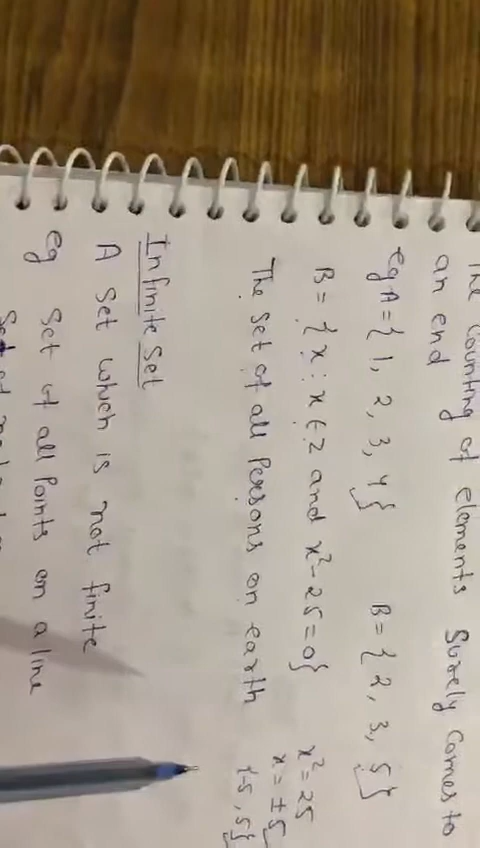 The Counting of elements Surely Comes to
an end
eg A = {1, 2, 3, 4} B = {2, 3, 5}
B = {x : x ∈ Z and x² - 25 = 0} x² = 25
x = ± 5
The Set of all Persons on earth {-5, 5}
Infinite Set
A Set which is not finite
eg Set of all Points on a line